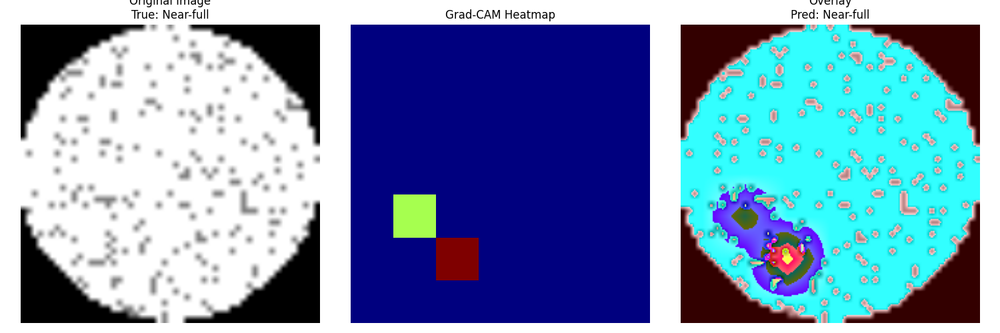 Original Image
True: Near-full
Grad-CAM Heatmap
Overlay
Pred: Near-full